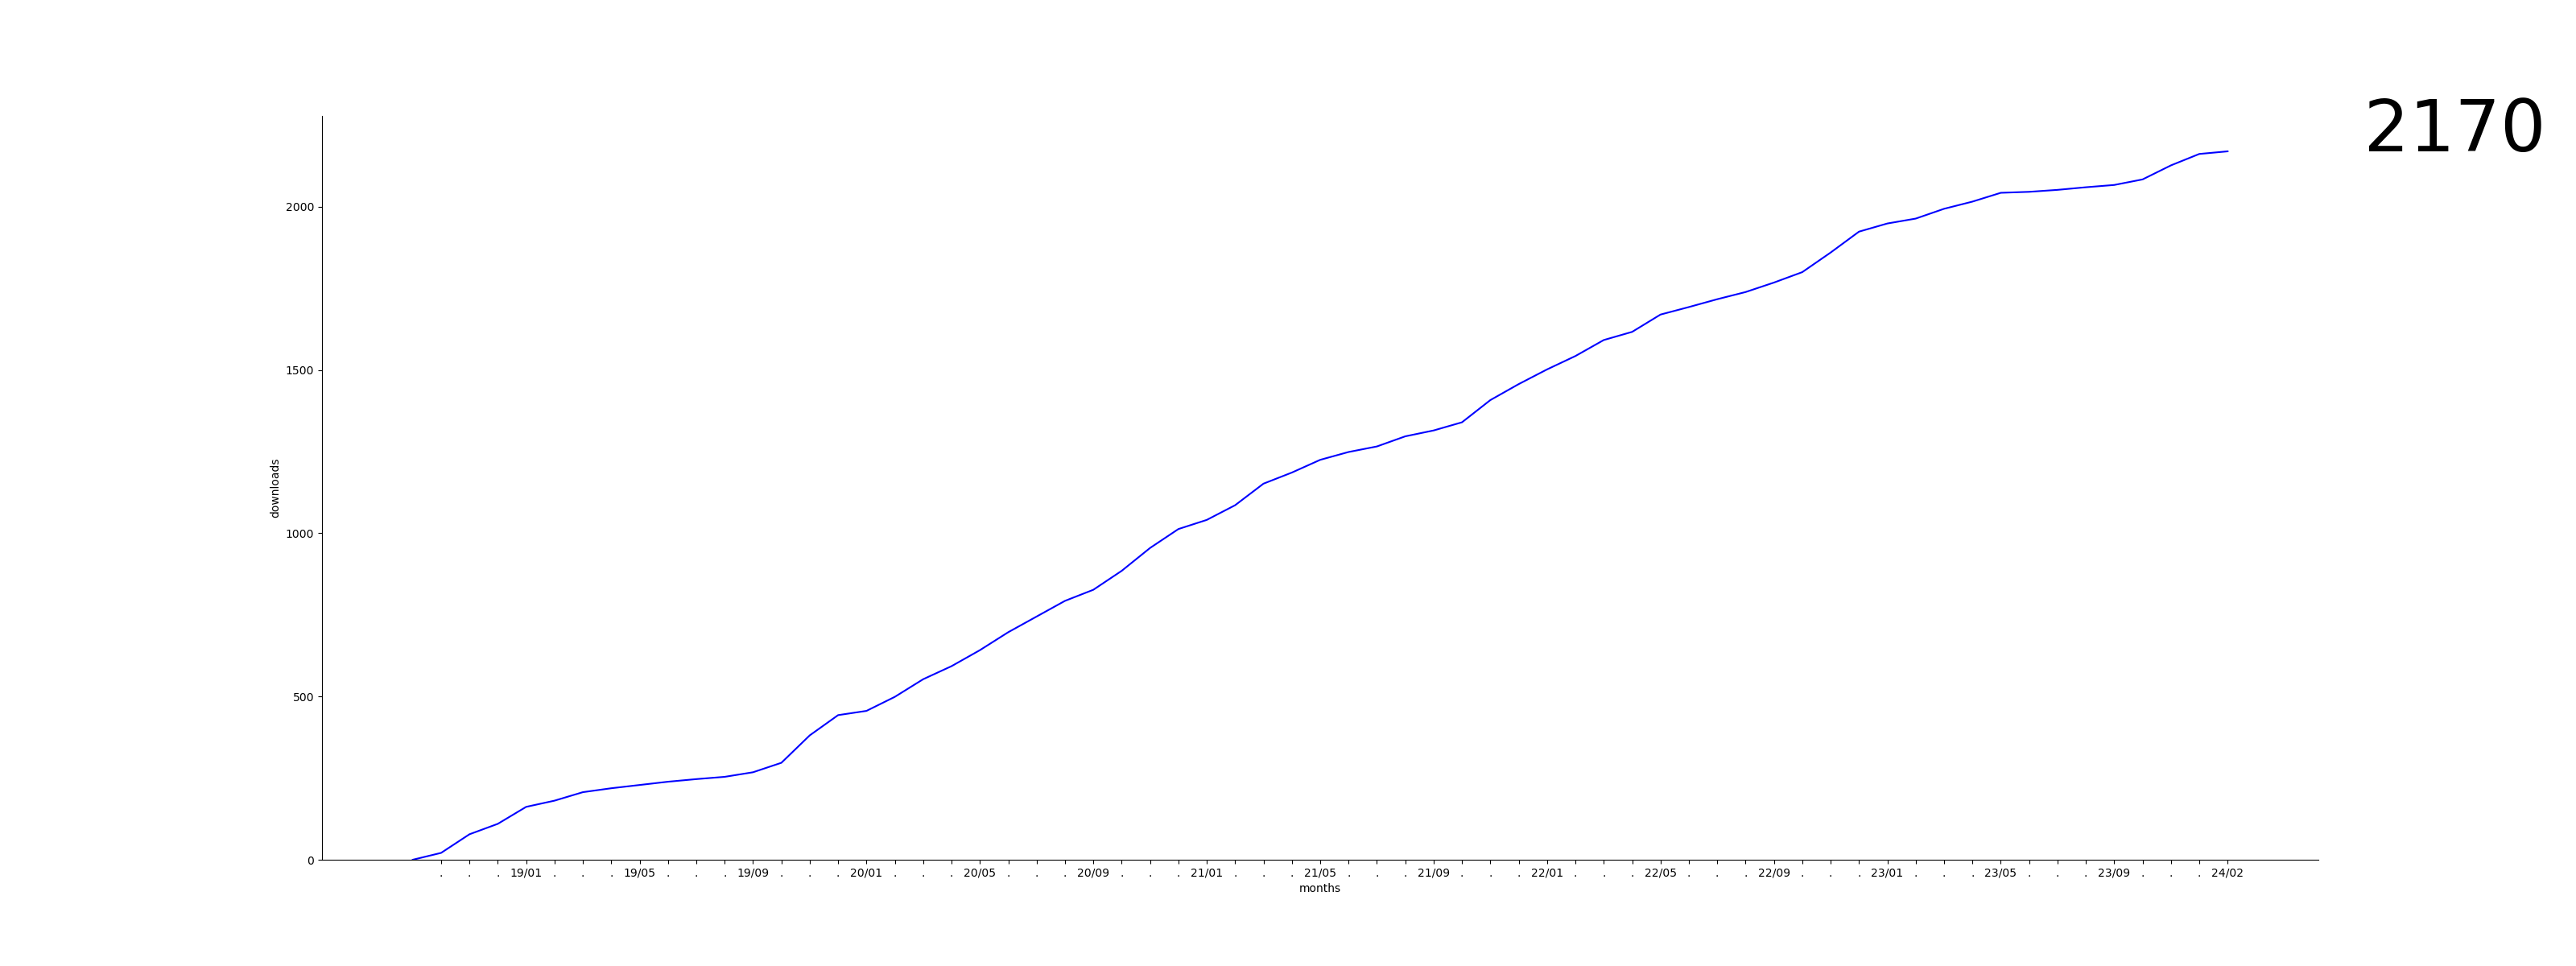 2170
2000
1500
1000
500
0
downloads
. . . 19/01 . . . 19/05 . . . 19/09 . . . 20/01 . . . 20/05 . . . 20/09 . . . 21/01 . . . 21/05 . . . 21/09 . . . 22/01 . . . 22/05 . . . 22/09 . . . 23/01 . . . 23/05 . . . 23/09 . . . 24/02
months